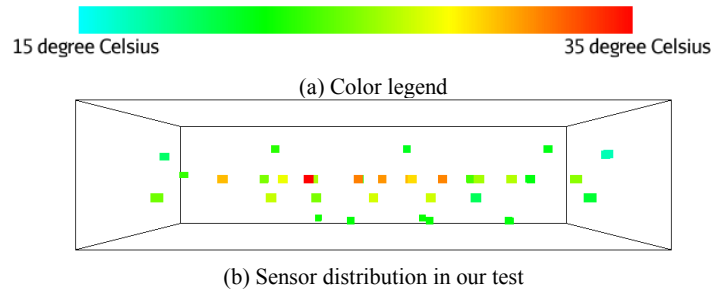 15 degree Celsius 35 degree Celsius
(a) Color legend
(b) Sensor distribution in our test